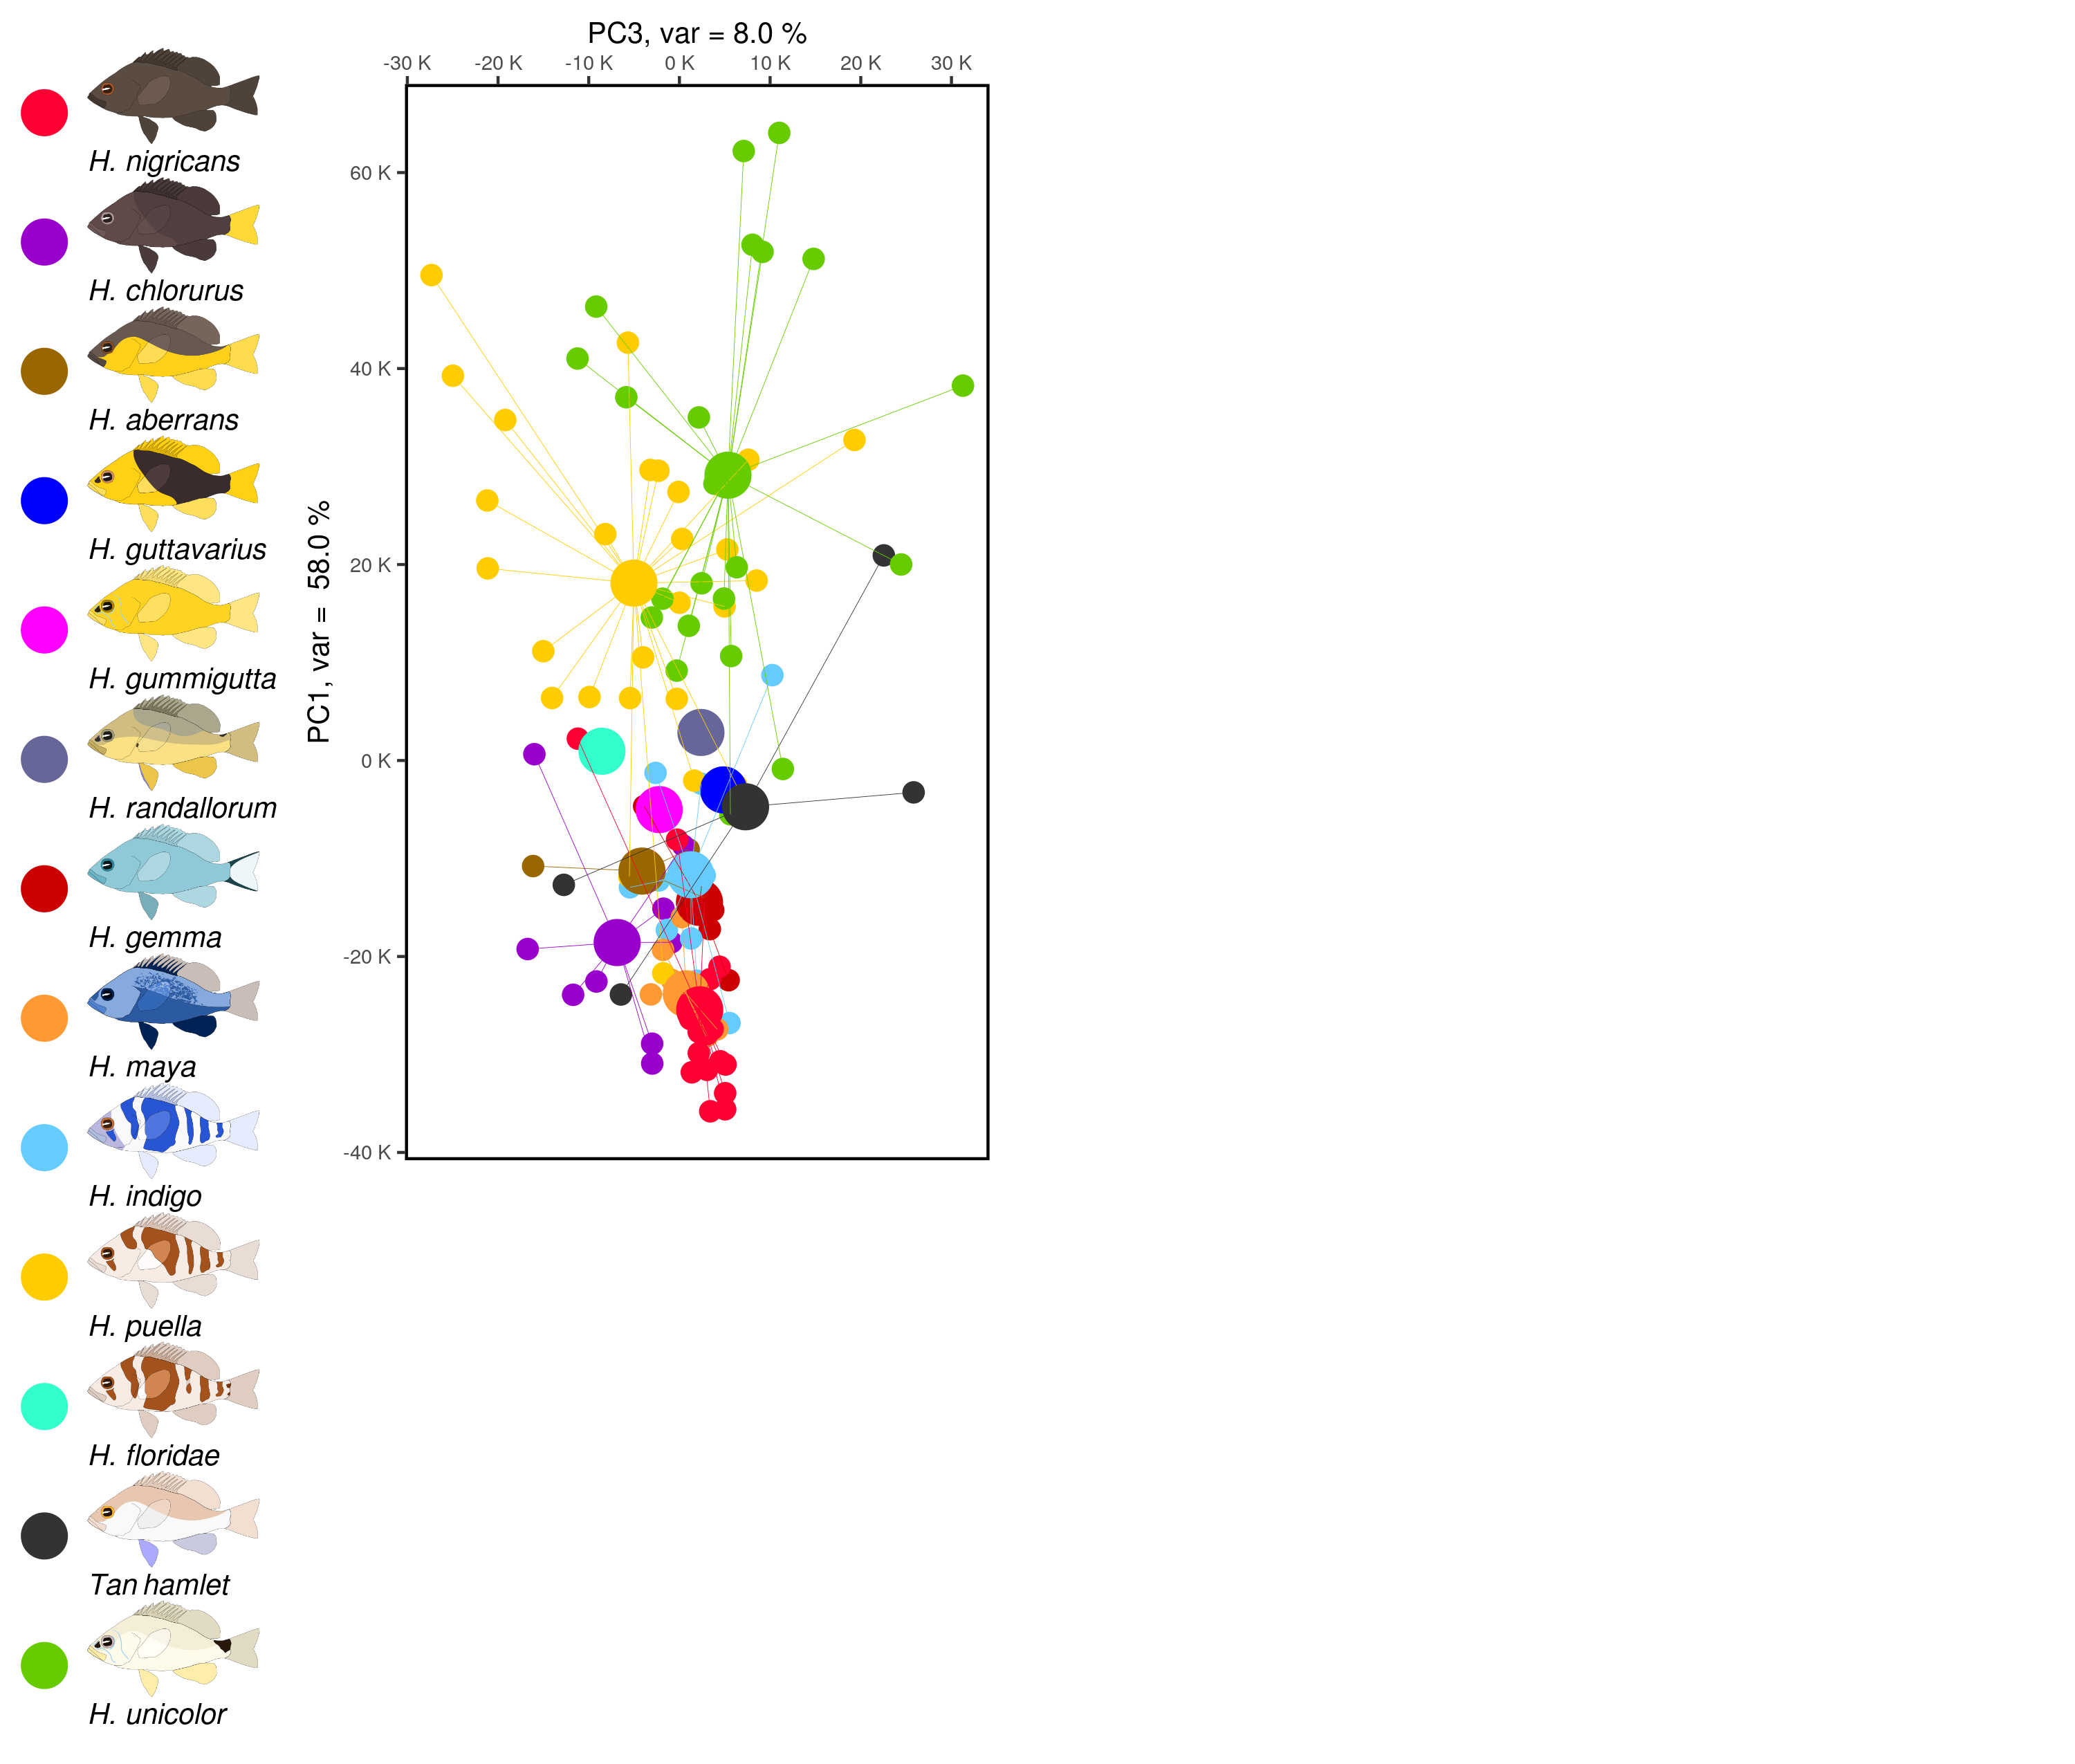 PC3, var = 8.0 %
-30 K -20 K -10 K 0 K 10 K 20 K 30 K
60 K
40 K
20 K
0 K
-20 K
-40 K
PC1, var = 58.0 %
H. nigricans
H. chlorurus
H. aberrans
H. guttavarius
H. gummigutta
H. randallorum
H. gemma
H. maya
H. indigo
H. puella
H. floridae
Tan hamlet
H. unicolor